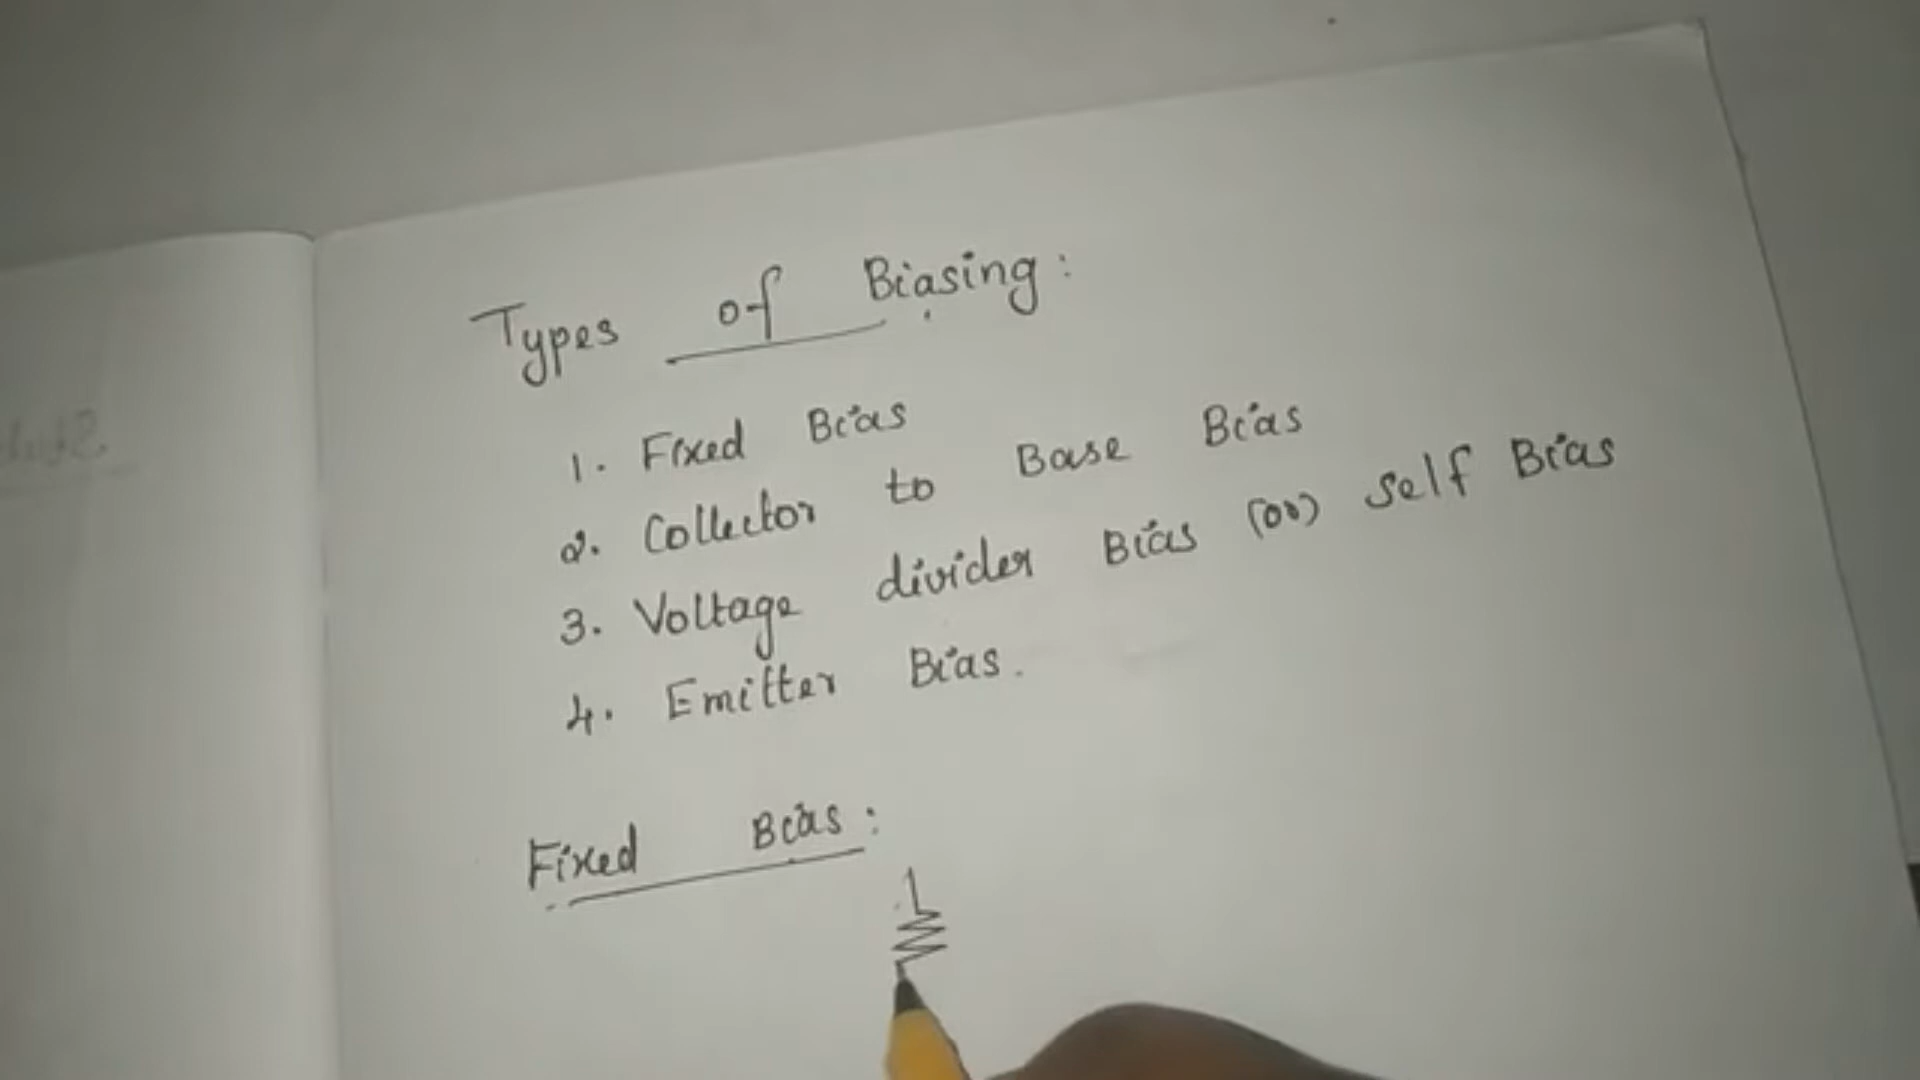 Types of Biasing:
1. Fixed Bias
2. Collector to Base Bias
3. Voltage divider Bias (or) self Bias
4. Emitter Bias.
Fixed Bias: